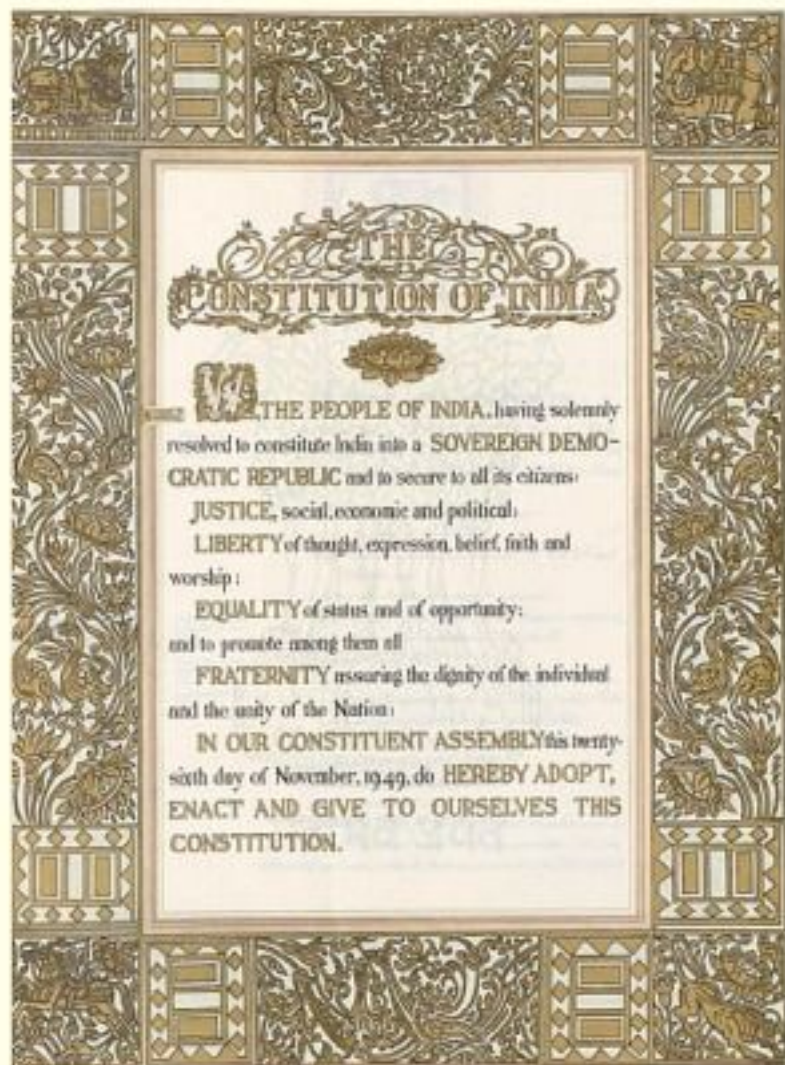 THE
CONSTITUTION OF INDIA
WE, THE PEOPLE OF INDIA, having solemnly
resolved to constitute India into a SOVEREIGN DEMO-
CRATIC REPUBLIC and to secure to all its citizens:
JUSTICE, social, economic and political;
LIBERTY of thought, expression, belief, faith and
worship;
EQUALITY of status and of opportunity;
and to promote among them all
FRATERNITY assuring the dignity of the individual
and the unity of the Nation;
IN OUR CONSTITUENT ASSEMBLY this twenty-
sixth day of November, 1949, do HEREBY ADOPT,
ENACT AND GIVE TO OURSELVES THIS
CONSTITUTION.